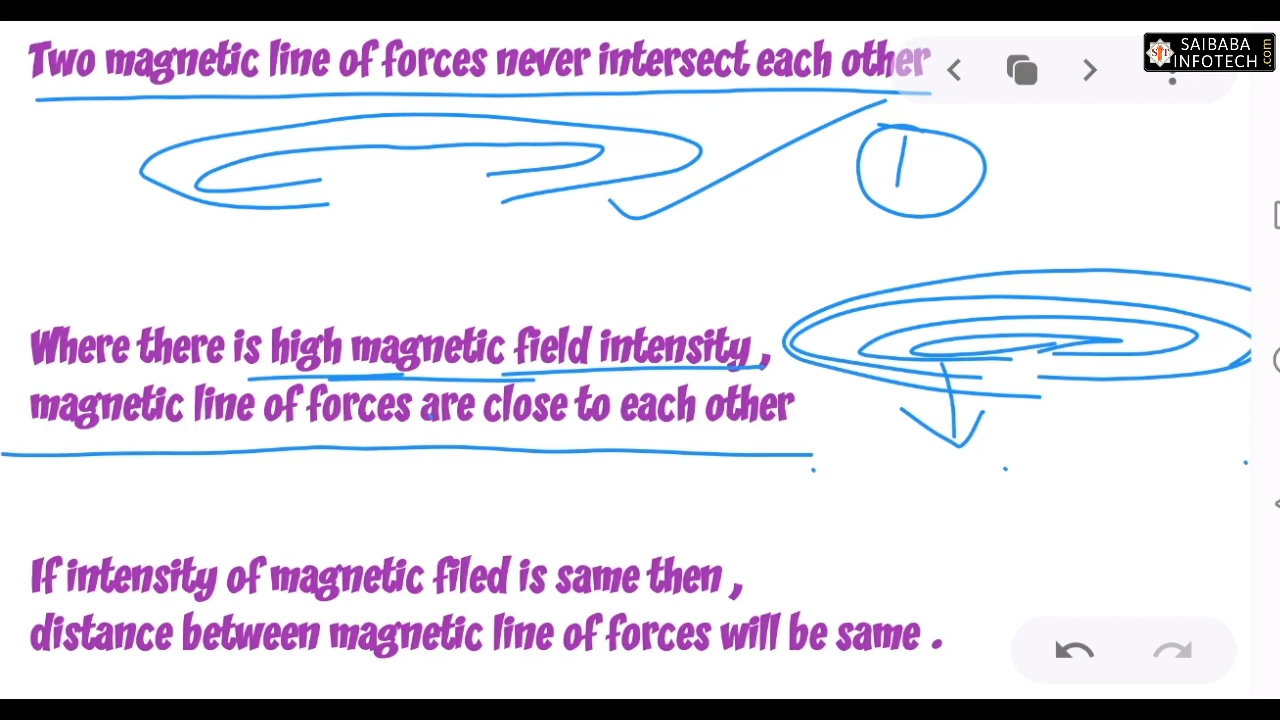 Two magnetic line of forces never intersect each other
SAIBABA
INFOTECH.com
1
Where there is high magnetic field intensity ,
magnetic line of forces are close to each other
If intensity of magnetic filed is same then ,
distance between magnetic line of forces will be same .